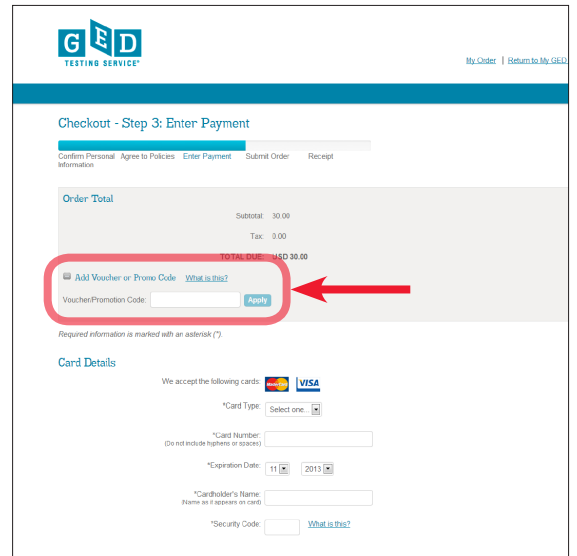 GED
TESTING SERVICE®
My Order | Return to My GED
Checkout - Step 3: Enter Payment
Confirm Personal Information
Agree to Policies
Enter Payment
Submit Order
Receipt
Order Total
Subtotal: 30.00
Tax: 0.00
TOTAL DUE: USD 30.00
Add Voucher or Promo Code What is this?
Voucher/Promotion Code: Apply
Required information is marked with an asterisk (*).
Card Details
We accept the following cards: MasterCard VISA
*Card Type: Select one...
*Card Number:
(Do not include hyphens or spaces)
*Expiration Date: 11 2013
*Cardholder's Name:
(Name as it appears on card)
*Security Code: What is this?